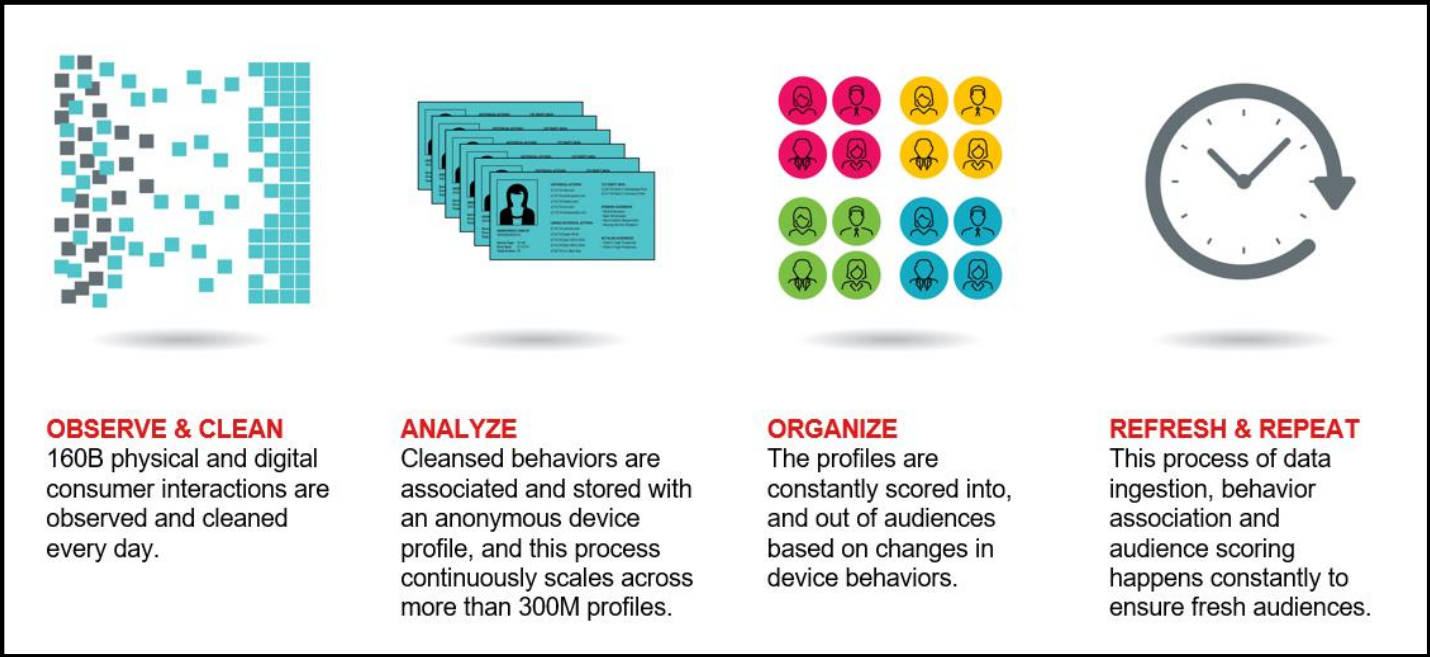 OBSERVE & CLEAN
160B physical and digital
consumer interactions are
observed and cleaned
every day.
ANALYZE
Cleansed behaviors are
associated and stored with
an anonymous device
profile, and this process
continuously scales across
more than 300M profiles.
ORGANIZE
The profiles are
constantly scored into,
and out of audiences
based on changes in
device behaviors.
REFRESH & REPEAT
This process of data
ingestion, behavior
association and
audience scoring
happens constantly to
ensure fresh audiences.